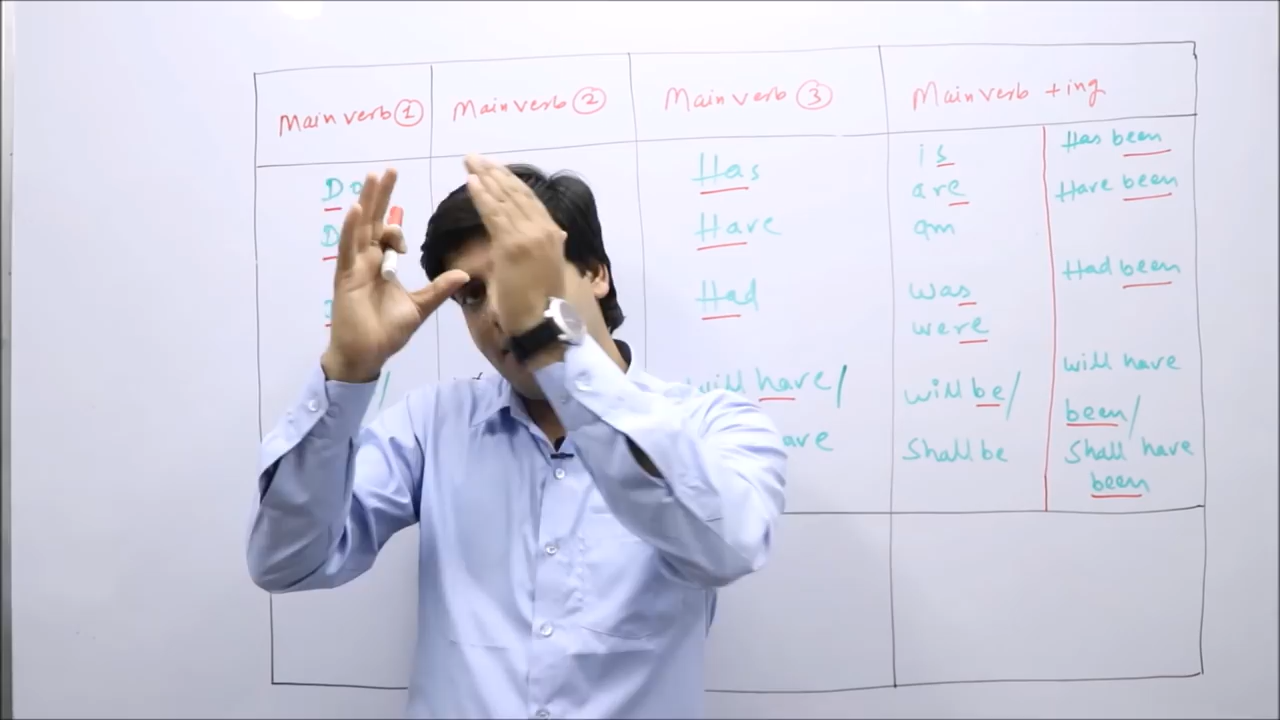 Main verb 1
Main verb 2
Main verb 3
Main verb + ing
Has
Have
Had
will have/
is
are
am
was
were
will be/
Shall be
Has been
Have been
Had been
will have
been/
Shall have
been